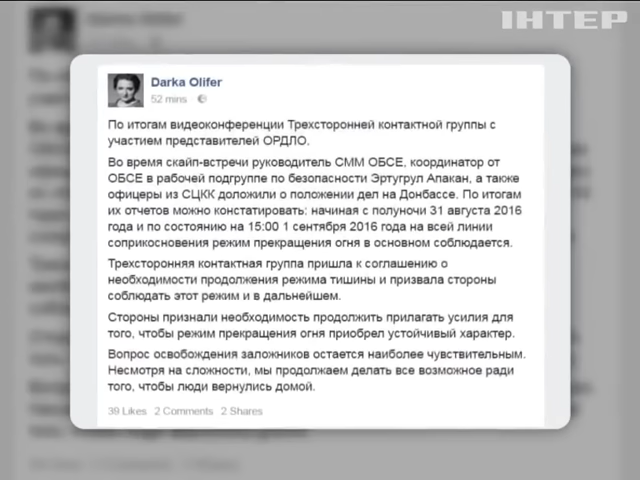 ІНТЕР
Darka Olifer
52 mins
По итогам видеоконференции Трехсторонней контактной группы с
участием представителей ОРДЛО.
Во время скайп-встречи руководитель СММ ОБСЕ, координатор от
ОБСЕ в рабочей подгруппе по безопасности Эртугрул Апакан, а также
офицеры из СЦКК доложили о положении дел на Донбассе. По итогам
их отчетов можно констатировать: начиная с полуночи 31 августа 2016
года и по состоянию на 15:00 1 сентября 2016 года на всей линии
соприкосновения режим прекращения огня в основном соблюдается.
Трехсторонняя контактная группа пришла к соглашению о
необходимости продолжения режима тишины и призвала стороны
соблюдать этот режим и в дальнейшем.
Стороны признали необходимость продолжить прилагать усилия для
того, чтобы режим прекращения огня приобрел устойчивый характер.
Вопрос освобождения заложников остается наиболее чувствительным.
Несмотря на сложности, мы продолжаем делать все возможное ради
того, чтобы люди вернулись домой.
39 Likes 2 Comments 2 Shares